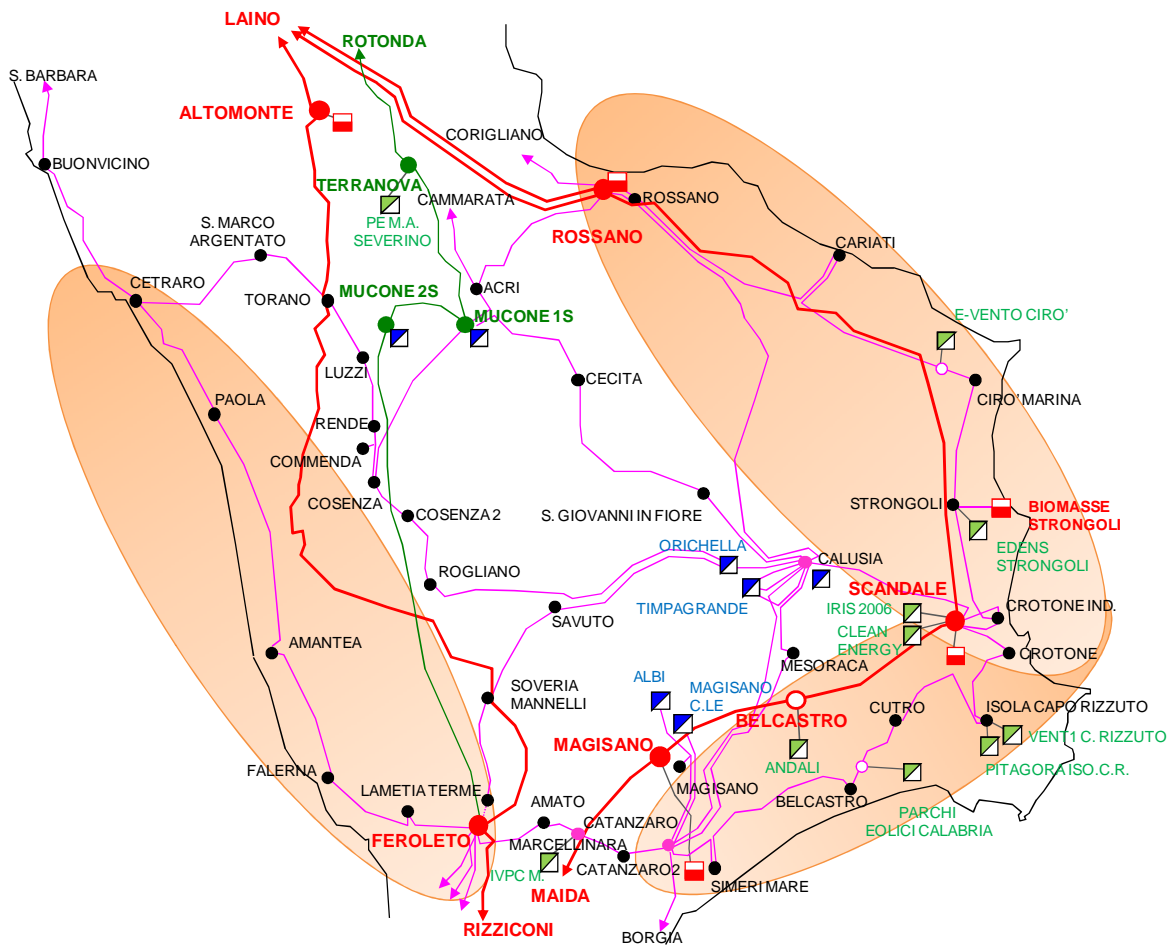 LAINO
ROTONDA
S. BARBARA
ALTOMONTE
CORIGLIANO
BUONVICINO
TERRANOVA
CAMMARATA
ROSSANO
PE M.A.
SEVERINO
S. MARCO
ARGENTATO
ROSSANO
CARIATI
CETRARO
TORANO
MUCONE 2S
ACRI
MUCONE 1S
E-VENTO CIRO'
LUZZI
CECITA
CIRO' MARINA
PAOLA
RENDE
COMMENDA
COSENZA
COSENZA 2
S. GIOVANNI IN FIORE
STRONGOLI
BIOMASSE
STRONGOLI
EDENS
STRONGOLI
ORICHELLA
CALUSIA
ROGLIANO
TIMPAGRANDE
SCANDALE
IRIS 2006
CLEAN
ENERGY
CROTONE IND.
SAVUTO
AMANTEA
MESORACA
CROTONE
ALBI
MAGISANO
C.LE
SOVERIA
MANNELLI
BELCASTRO
CUTRO
ISOLA CAPO RIZZUTO
VENT1 C. RIZZUTO
MAGISANO
ANDALI
PITAGORA ISO.C.R.
FALERNA
LAMETIA TERME
MAGISANO
BELCASTRO
AMATO
CATANZARO
PARCHI
EOLICI CALABRIA
FEROLETO
MARCELLINARA
CATANZARO2
IVPC M.
SIMERI MARE
MAIDA
RIZZICONI
BORGIA